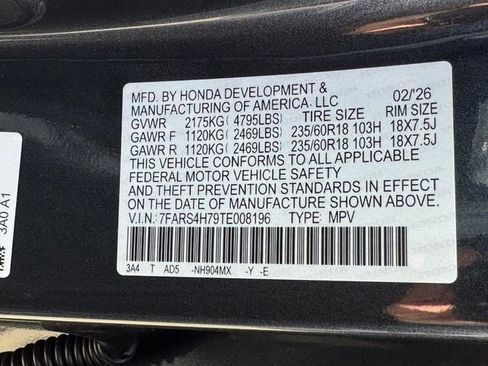 MFD. BY HONDA DEVELOPMENT &
MANUFACTURING OF AMERICA, LLC 02/'26
GVWR 2175KG( 4795LBS) TIRE SIZE RIM SIZE
GAWR F 1120KG( 2469LBS) 235/60R18 103H 18X7.5J
GAWR R 1120KG( 2469LBS) 235/60R18 103H 18X7.5J
THIS VEHICLE CONFORMS TO ALL APPLICABLE
FEDERAL MOTOR VEHICLE SAFETY
AND THEFT PREVENTION STANDARDS IN EFFECT
ON THE DATE OF MANUFACTURE SHOWN ABOVE.
V.I.N. 7FARS4H79TE008196 TYPE: MPV
3A4 T AD5 -NH904MX -Y -E
3A0 A1